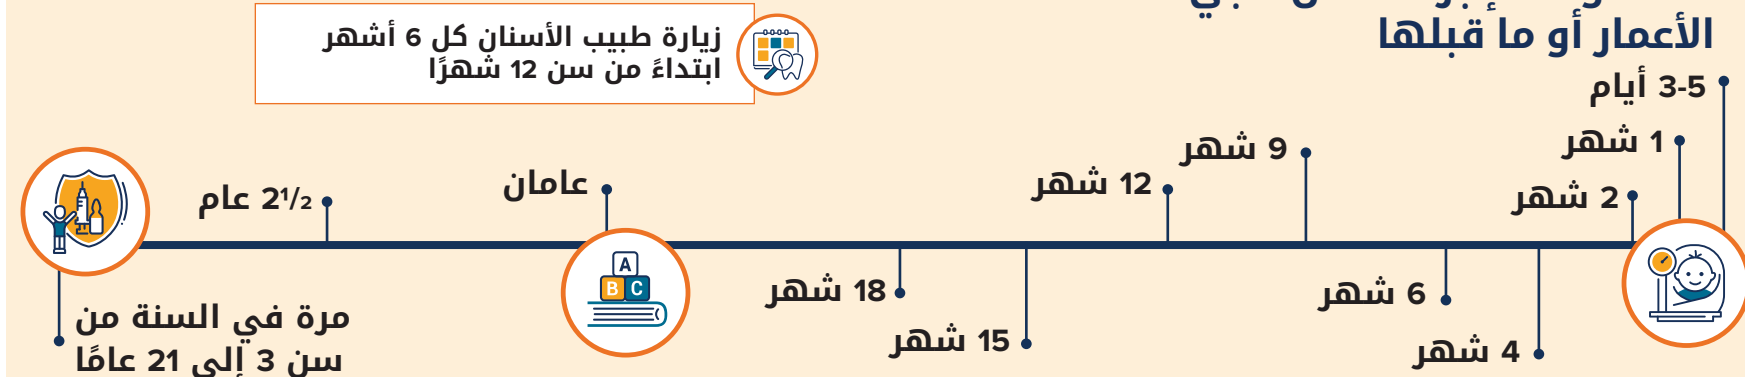 الأعمار أو ما قبلها
زيارة طبيب الأسنان كل 6 أشهر
ابتداءً من سن 12 شهرًا
3-5 أيام
1 شهر
2 شهر
4 شهر
6 شهر
9 شهر
12 شهر
15 شهر
18 شهر
عامان
A
B C
2¹/₂ عام
مرة في السنة من
سن 3 إلى 21 عامًا